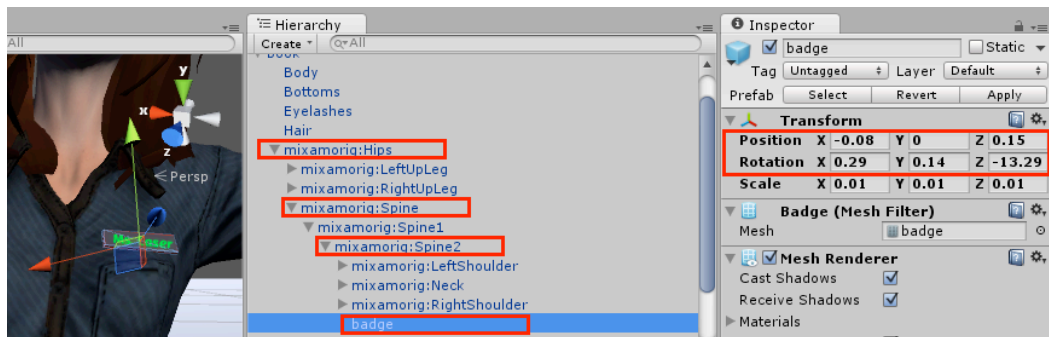 All
y
x
z
Persp
Hierarchy
Create
All
Body
Bottoms
Eyelashes
Hair
mixamorig:Hips
mixamorig:LeftUpLeg
mixamorig:RightUpLeg
mixamorig:Spine
mixamorig:Spine1
mixamorig:Spine2
mixamorig:LeftShoulder
mixamorig:Neck
mixamorig:RightShoulder
badge
Inspector
badge Static
Tag Untagged Layer Default
Prefab Select Revert Apply
Transform
Position X -0.08 Y 0 Z 0.15
Rotation X 0.29 Y 0.14 Z -13.29
Scale X 0.01 Y 0.01 Z 0.01
Badge (Mesh Filter)
Mesh badge
Mesh Renderer
Cast Shadows
Receive Shadows
Materials